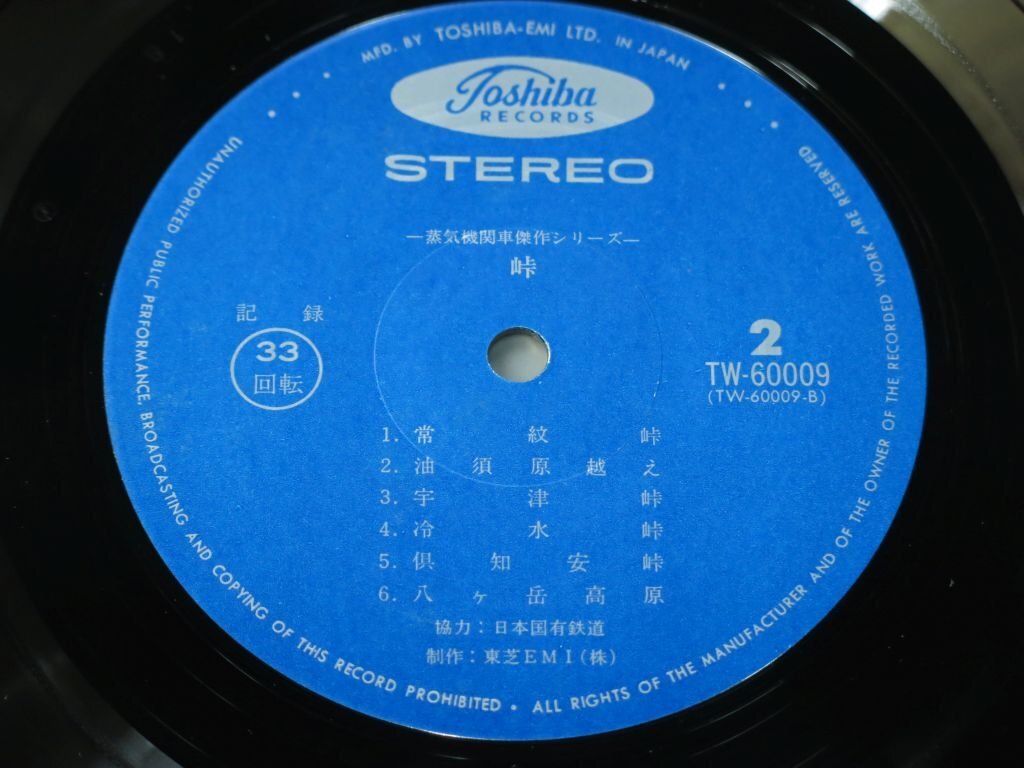 MFD. BY TOSHIBA-EMI LTD. IN JAPAN
Toshiba
RECORDS
STEREO
—蒸気機関車傑作シリーズ—
峠
記録
33
回転
2
TW-60009
(TW-60009-B)
1. 常紋峠
2. 油須原越え
3. 宇津峠
4. 冷水峠
5. 倶知安峠
6. 八ヶ岳高原
協力：日本国有鉄道
制作：東芝EMI(株)
UNAUTHORIZED PUBLIC PERFORMANCE, BROADCASTING AND COPYING OF THIS RECORD PROHIBITED • ALL RIGHTS OF THE MANUFACTURER AND OF THE OWNER OF THE RECORDED WORK ARE RESERVED